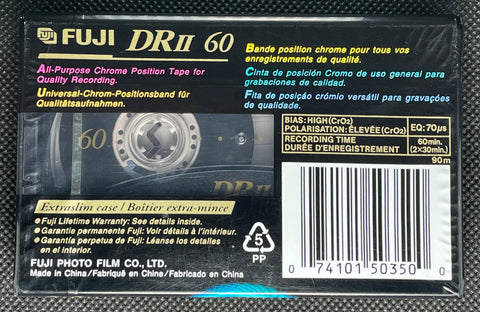 FUJI FUJI DR II 60
All-Purpose Chrome Position Tape for
Quality Recording.
Universal-Chrom-Positionsband für
Qualitätsaufnahmen.
Bande position chrome pour tous vos
enregistrements de qualité.
Cinta de posición Cromo de uso general para
grabaciones de calidad.
Fita de posição crómio versátil para gravações
de qualidade.
60
DR II
BIAS: HIGH (CrO2)
POLARISATION: ÉLEVÉE (CrO2)
EQ: 70µs
RECORDING TIME
DURÉE D'ENREGISTREMENT
60min.
(2×30min.)
90m
Extraslim case / Boîtier extra-mince
•Fuji Lifetime Warranty: See details inside.
•Garantie permanente Fuji: Voir détails à l'intérieur.
•Garantía perpetua de Fuji: Léanse los detalles
en el interior.
FUJI PHOTO FILM CO., LTD.
Made in China/Fabriqué en Chine/Fabricado en China
5
PP
0 74101 50350 0